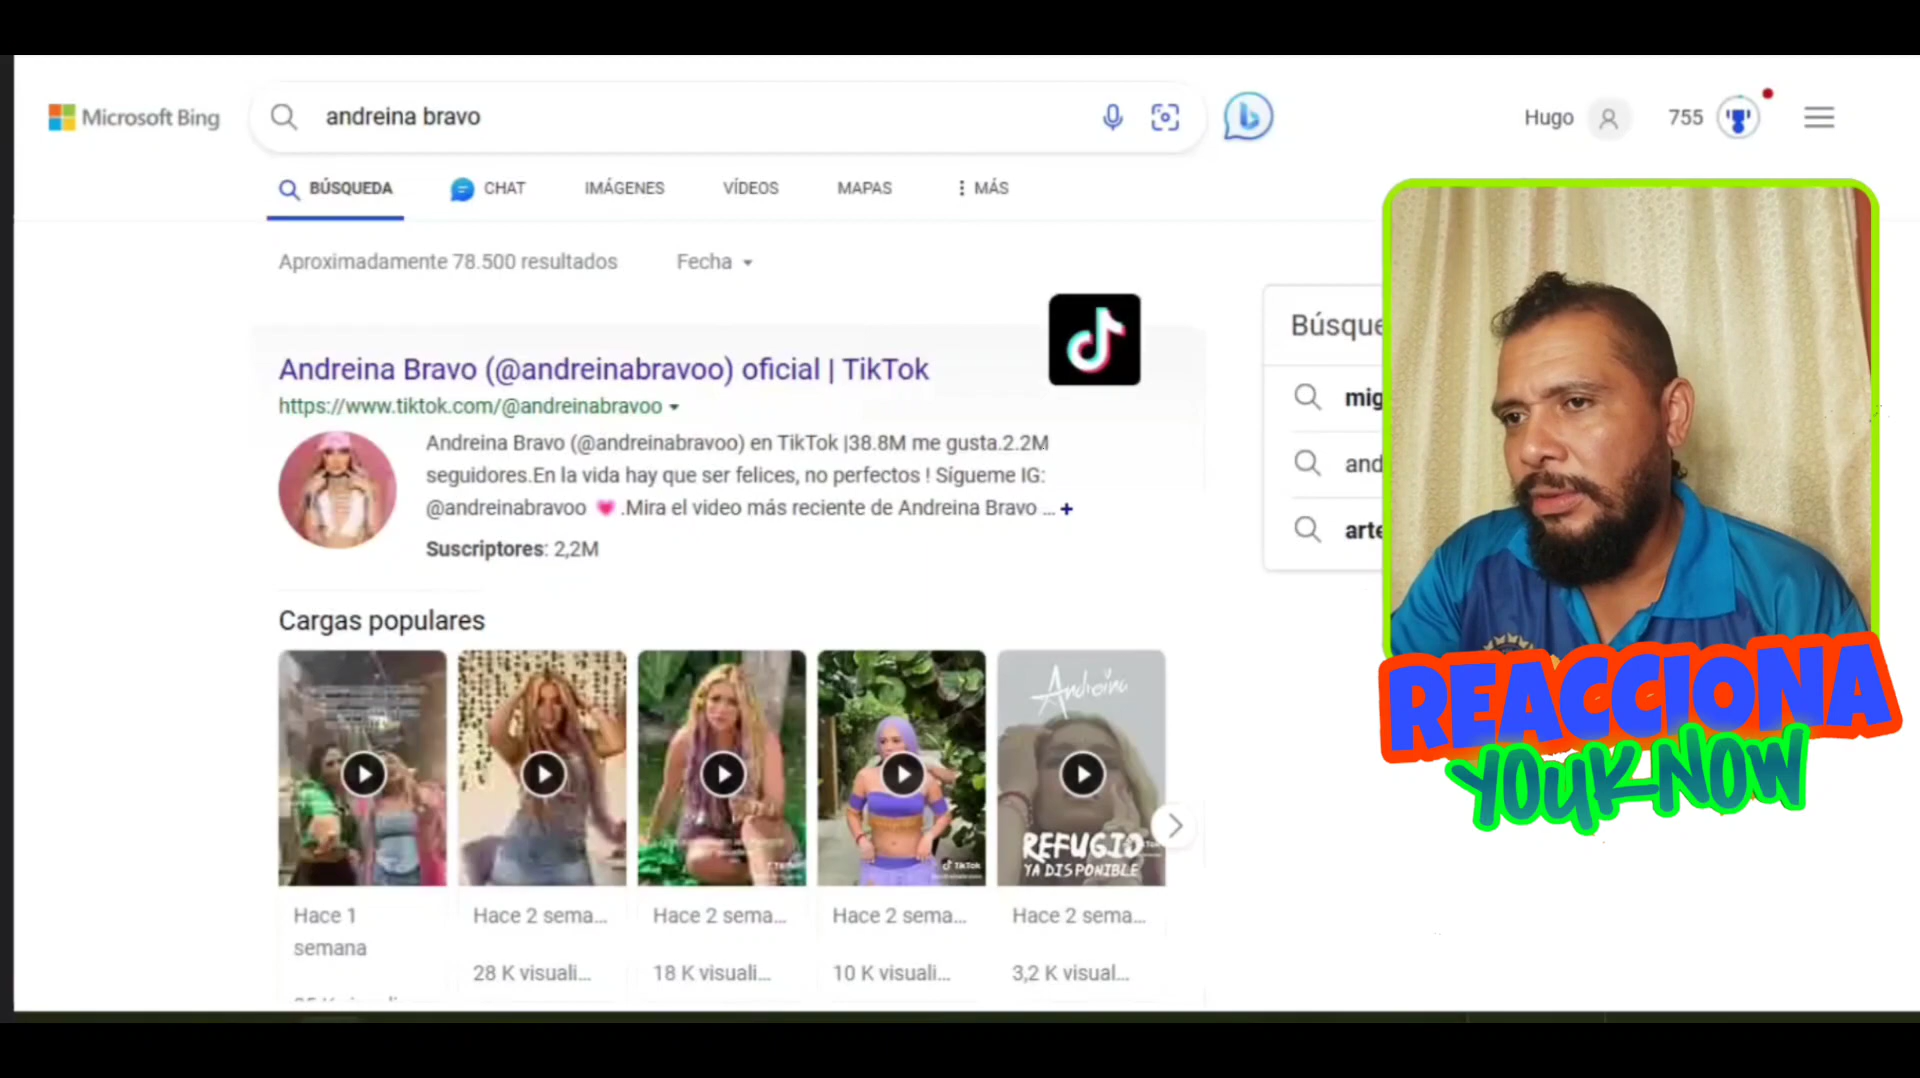 Microsoft Bing
andreina bravo
Hugo
755
BÚSQUEDA
CHAT
IMÁGENES
VÍDEOS
MAPAS
MÁS
Aproximadamente 78.500 resultados
Fecha
Andreina Bravo (@andreinabravoo) oficial | TikTok
https://www.tiktok.com/@andreinabravoo
Andreina Bravo (@andreinabravoo) en TikTok |38.8M me gusta.2.2M
seguidores.En la vida hay que ser felices, no perfectos ! Sígueme IG:
@andreinabravoo 💗 .Mira el video más reciente de Andreina Bravo ... +
Suscriptores: 2,2M
Cargas populares
TikTok
Andreina
REFUGIO
YA DISPONIBLE
Hace 1
semana
Hace 2 sema...
28 K visuali...
Hace 2 sema...
18 K visuali...
Hace 2 sema...
10 K visuali...
Hace 2 sema...
3,2 K visual...
Búsque
mig
and
arte
REACCIONA
YOUKNOW